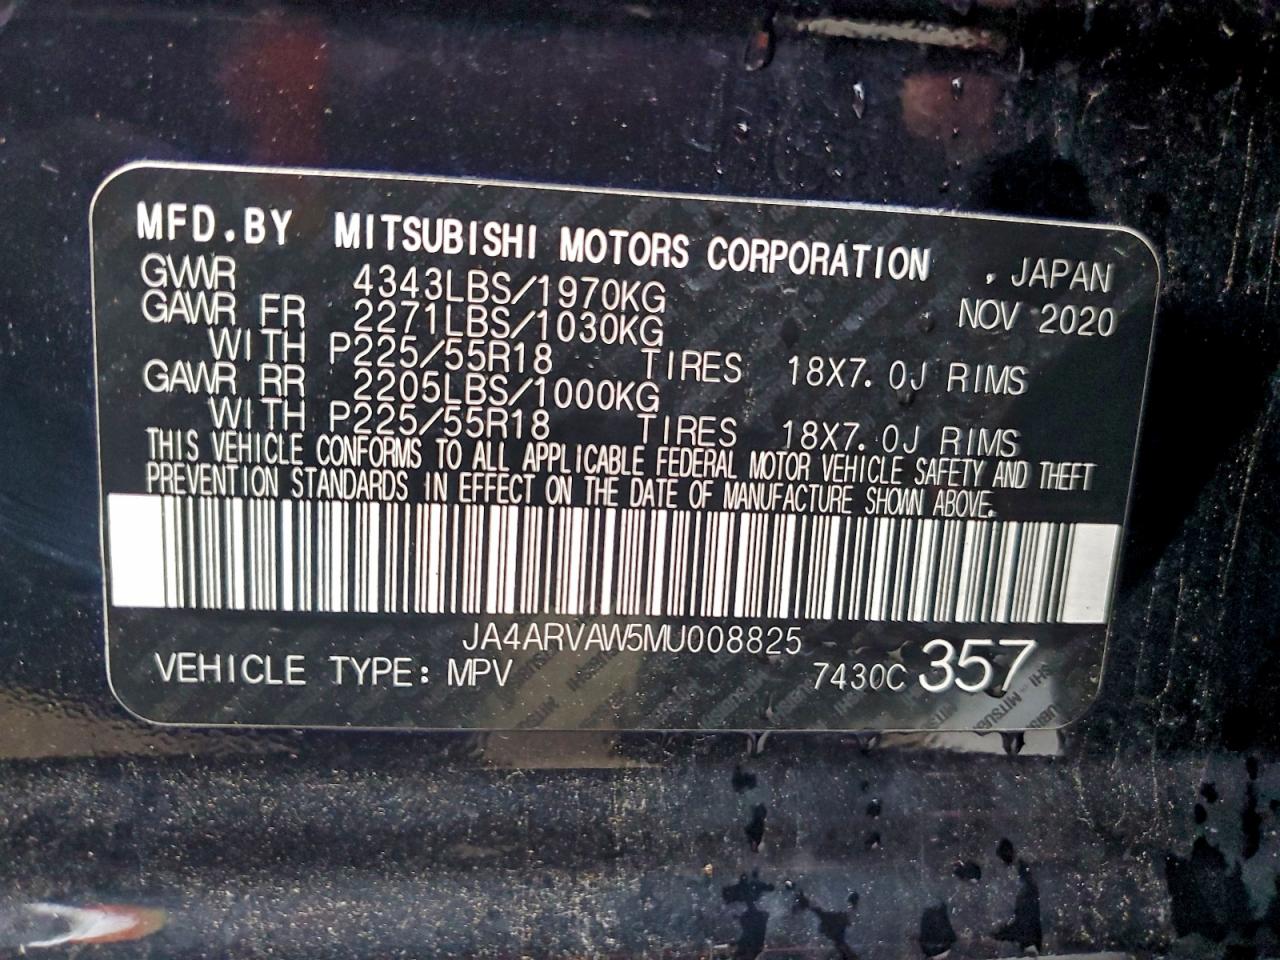 MFD.BY MITSUBISHI MOTORS CORPORATION , JAPAN
GVWR 4343LBS/1970KG NOV 2020
GAWR FR 2271LBS/1030KG
WITH P225/55R18 TIRES 18X7.0J RIMS
GAWR RR 2205LBS/1000KG
WITH P225/55R18 TIRES 18X7.0J RIMS
THIS VEHICLE CONFORMS TO ALL APPLICABLE FEDERAL MOTOR VEHICLE SAFETY AND THEFT
PREVENTION STANDARDS IN EFFECT ON THE DATE OF MANUFACTURE SHOWN ABOVE.
JA4ARVAW5MU008825
VEHICLE TYPE: MPV 7430C 357